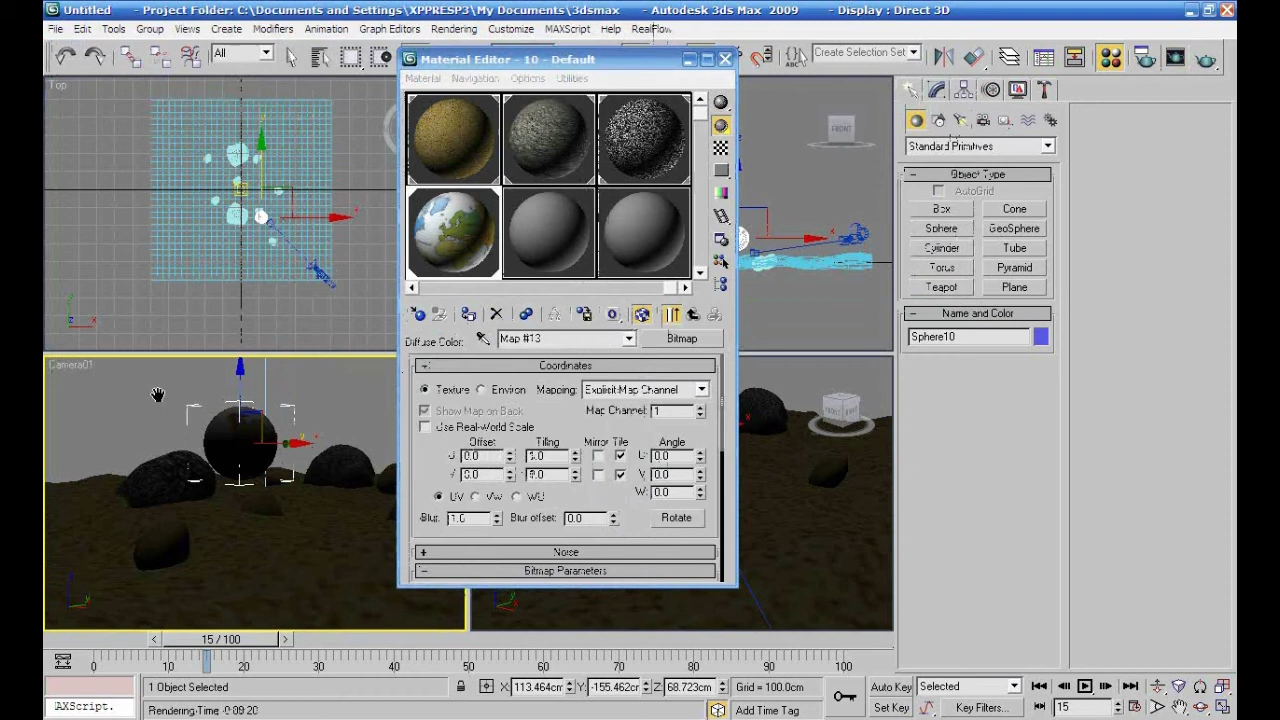 Untitled - Project Folder: C:\Documents and Settings\XPPRESP3\My Documents\3dsmax - Autodesk 3ds Max 2009 - Display : Direct 3D
File Edit Tools Group Views Create Modifiers Animation Graph Editors Rendering Customize MAXScript Help RealFlow
All
Create Selection Set
Material Editor - 10 - Default
Material Navigation Options Utilities
Top
FRONT
Standard Primitives
Object Type
AutoGrid
Box Cone
Sphere GeoSphere
Cylinder Tube
Torus Pyramid
Teapot Plane
Name and Color
Sphere10
Diffuse Color: Map #13 Bitmap
Coordinates
Texture Environ Mapping: Explicit Map Channel
Show Map on Back Map Channel: 1
Use Real-World Scale
Offset Tiling Mirror Tile Angle
0.0 U: 0.0
0.0 V: 0.0
W: 0.0
UV VW WU
Blur: 1.0 Blur offset: 0.0 Rotate
Noise
Bitmap Parameters
Camera01
15 / 100
0 10 20 30 40 50 60 70 80 90 100
1 Object Selected X: 113.464cm Y: -155.462cm Z: 68.723cm Grid = 100.0cm Auto Key Selected
AXScript. Rendering Time 0:09:20 Add Time Tag Set Key Key Filters... 15